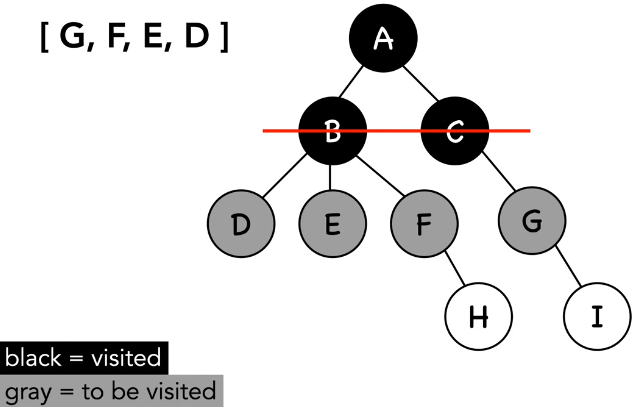 [ G, F, E, D ]
A
B C
D E F G
H I
black = visited
gray = to be visited